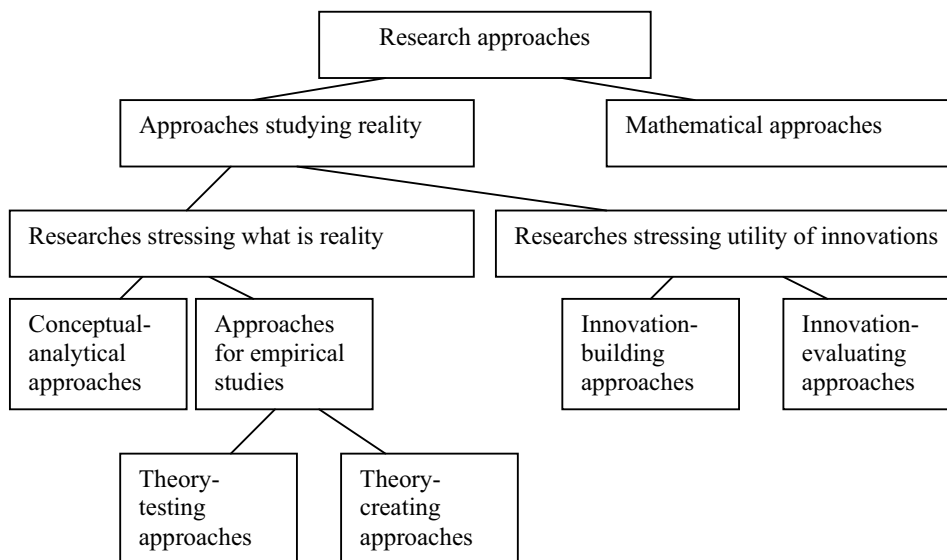 Research approaches
Approaches studying reality
Mathematical approaches
Researches stressing what is reality
Researches stressing utility of innovations
Conceptual-
analytical
approaches
Approaches
for empirical
studies
Innovation-
building
approaches
Innovation-
evaluating
approaches
Theory-
testing
approaches
Theory-
creating
approaches